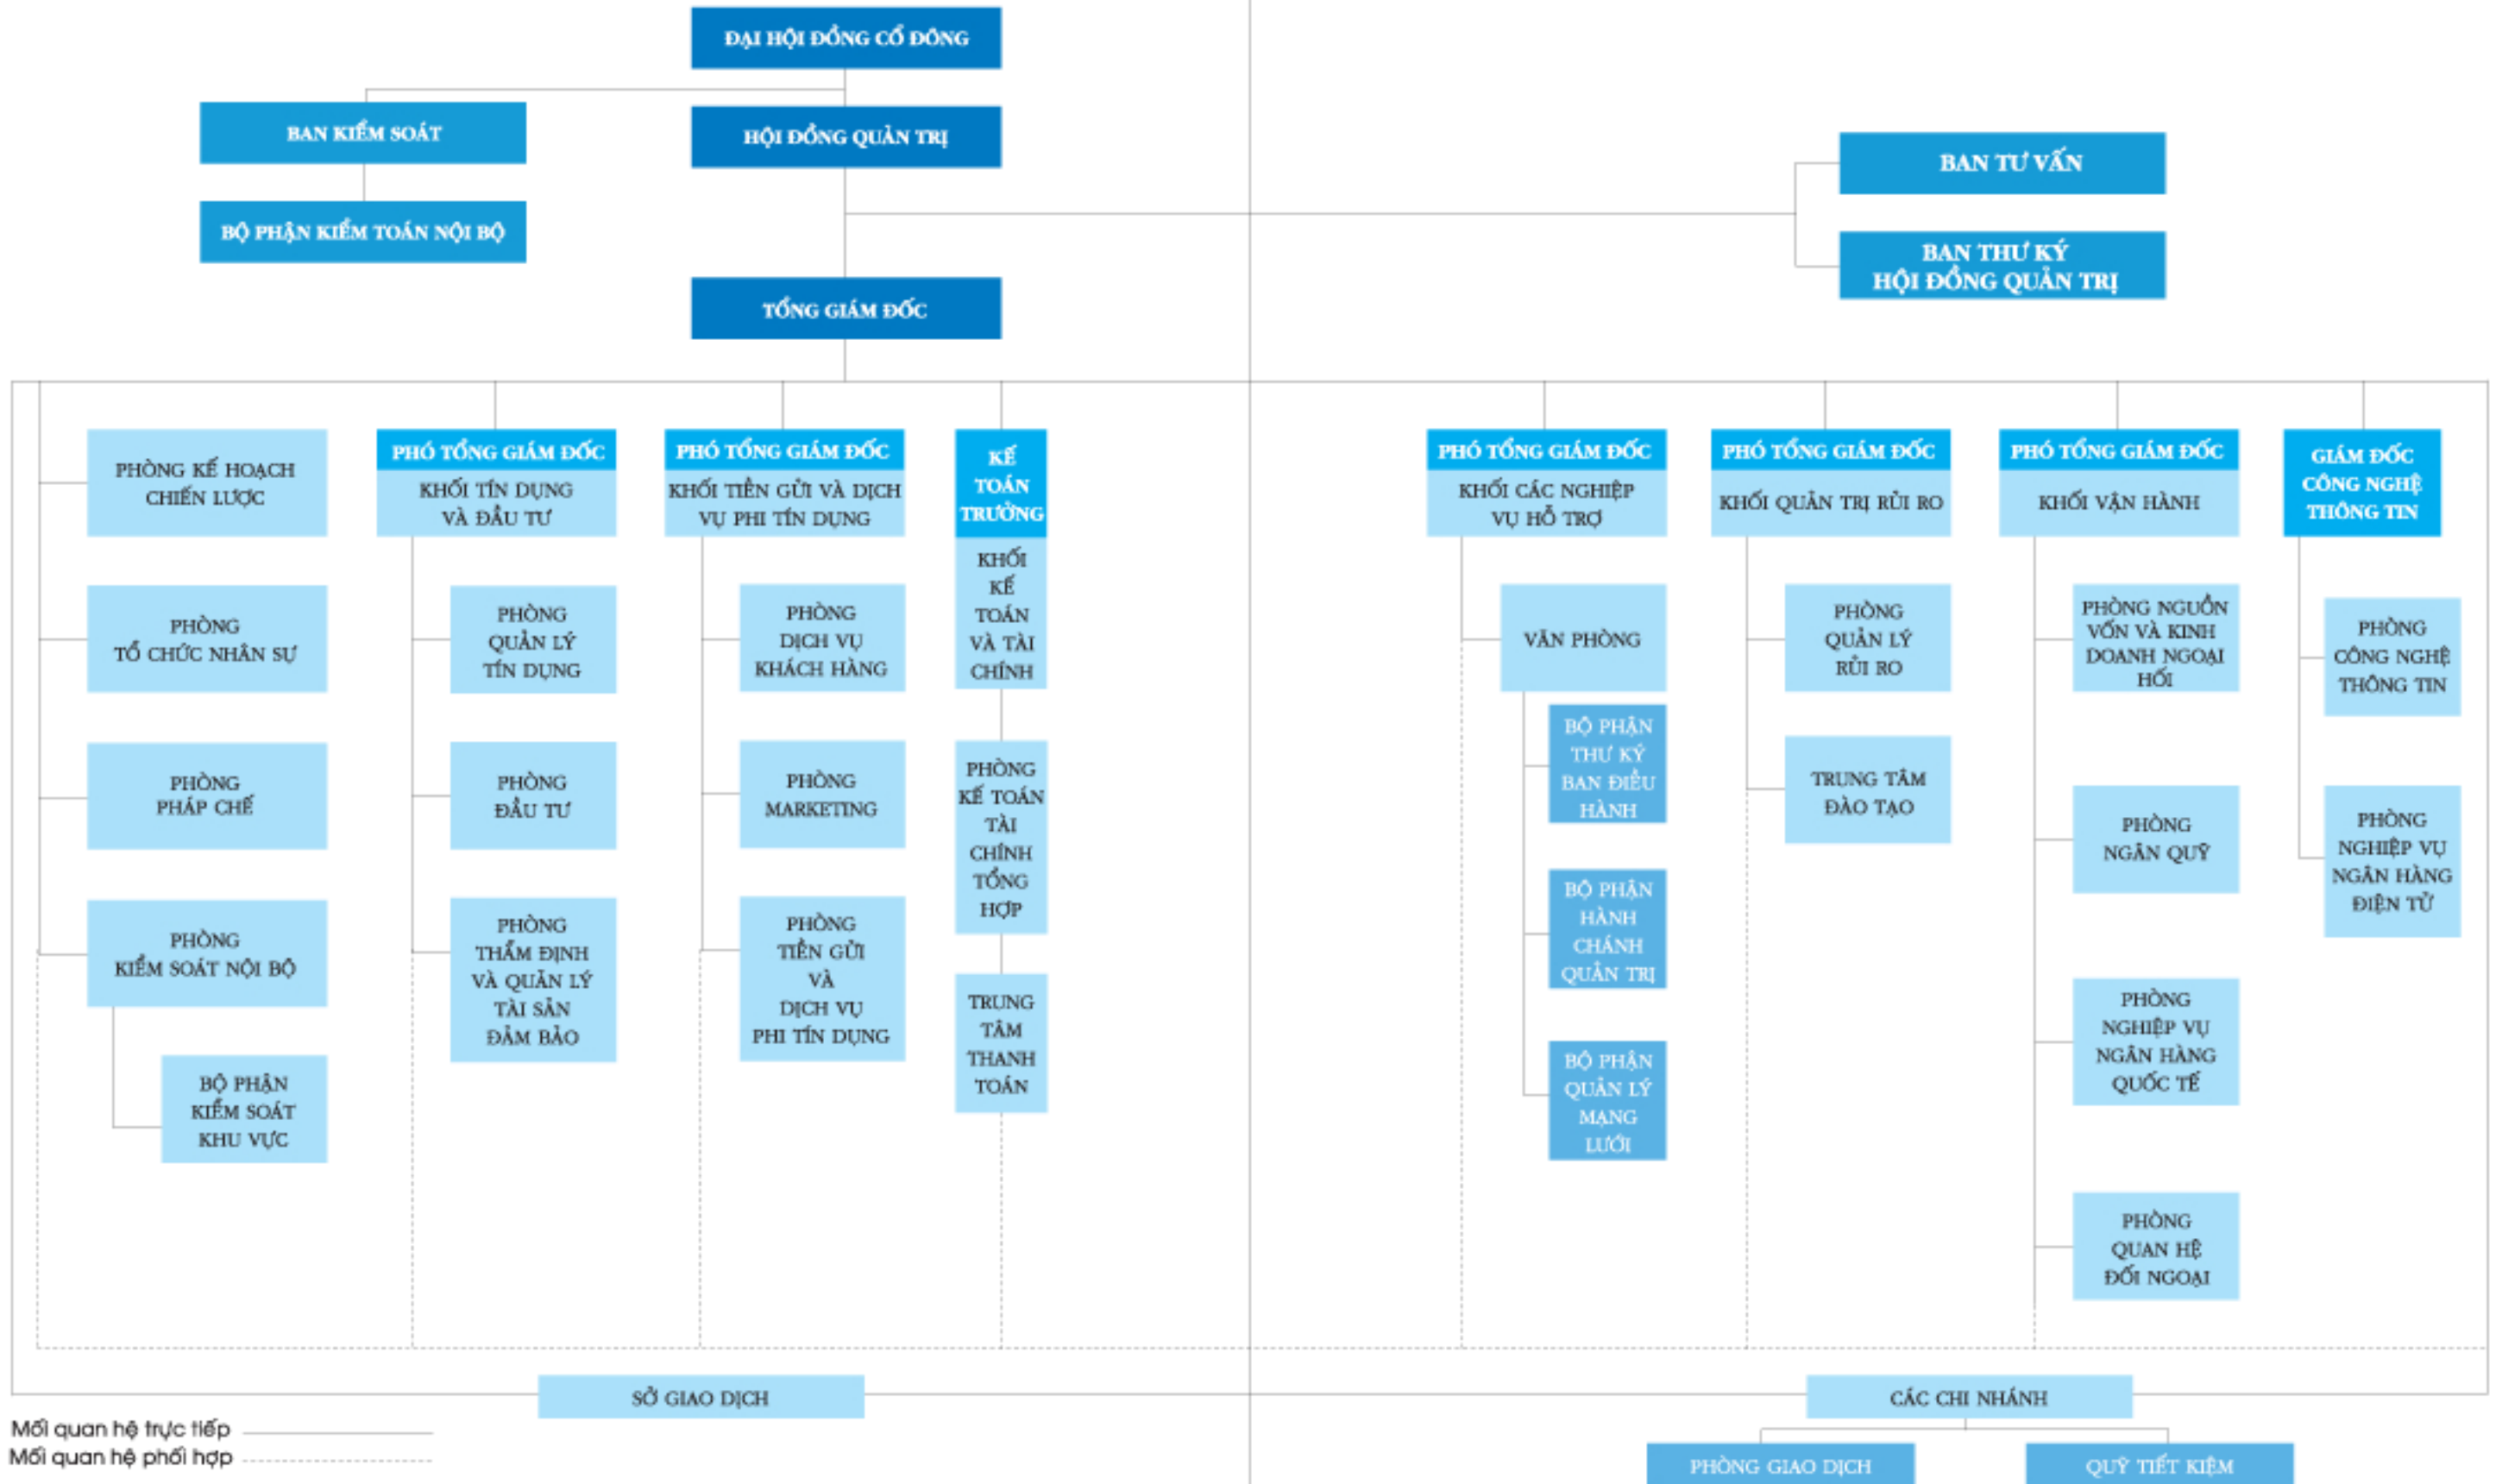 ĐẠI HỘI ĐỒNG CỔ ĐÔNG
BAN KIỂM SOÁT
HỘI ĐỒNG QUẢN TRỊ
BAN TƯ VẤN
BỘ PHẬN KIỂM TOÁN NỘI BỘ
BAN THƯ KÝ
HỘI ĐỒNG QUẢN TRỊ
TỔNG GIÁM ĐỐC
PHÒNG KẾ HOẠCH
CHIẾN LƯỢC
PHÒNG
TỔ CHỨC NHÂN SỰ
PHÒNG
PHÁP CHẾ
PHÒNG
KIỂM SOÁT NỘI BỘ
BỘ PHẬN
KIỂM SOÁT
KHU VỰC
PHÓ TỔNG GIÁM ĐỐC
KHỐI TÍN DỤNG
VÀ ĐẦU TƯ
PHÒNG
QUẢN LÝ
TÍN DỤNG
PHÒNG
ĐẦU TƯ
PHÒNG
THẨM ĐỊNH
VÀ QUẢN LÝ
TÀI SẢN
ĐẢM BẢO
PHÓ TỔNG GIÁM ĐỐC
KHỐI TIỀN GỬI VÀ DỊCH
VỤ PHI TÍN DỤNG
PHÒNG
DỊCH VỤ
KHÁCH HÀNG
PHÒNG
MARKETING
PHÒNG
TIỀN GỬI
VÀ
DỊCH VỤ
PHI TÍN DỤNG
KẾ
TOÁN
TRƯỞNG
KHỐI
KẾ
TOÁN
VÀ TÀI
CHÍNH
PHÒNG
KẾ TOÁN
TÀI
CHÍNH
TỔNG
HỢP
TRUNG
TÂM
THANH
TOÁN
PHÓ TỔNG GIÁM ĐỐC
KHỐI CÁC NGHIỆP
VỤ HỖ TRỢ
VĂN PHÒNG
BỘ PHẬN
THƯ KÝ
BAN ĐIỀU
HÀNH
BỘ PHẬN
HÀNH
CHÁNH
QUẢN TRỊ
BỘ PHẬN
QUẢN LÝ
MẠNG
LƯỚI
PHÓ TỔNG GIÁM ĐỐC
KHỐI QUẢN TRỊ RỦI RO
PHÒNG
QUẢN LÝ
RỦI RO
TRUNG TÂM
ĐÀO TẠO
PHÓ TỔNG GIÁM ĐỐC
KHỐI VẬN HÀNH
PHÒNG NGUỒN
VỐN VÀ KINH
DOANH NGOẠI
HỐI
PHÒNG
NGÂN QUỸ
PHÒNG
NGHIỆP VỤ
NGÂN HÀNG
QUỐC TẾ
PHÒNG
QUAN HỆ
ĐỐI NGOẠI
GIÁM ĐỐC
CÔNG NGHỆ
THÔNG TIN
PHÒNG
CÔNG NGHỆ
THÔNG TIN
PHÒNG
NGHIỆP VỤ
NGÂN HÀNG
ĐIỆN TỬ
SỞ GIAO DỊCH
CÁC CHI NHÁNH
PHÒNG GIAO DỊCH
QUỸ TIẾT KIỆM
Mối quan hệ trực tiếp
Mối quan hệ phối hợp